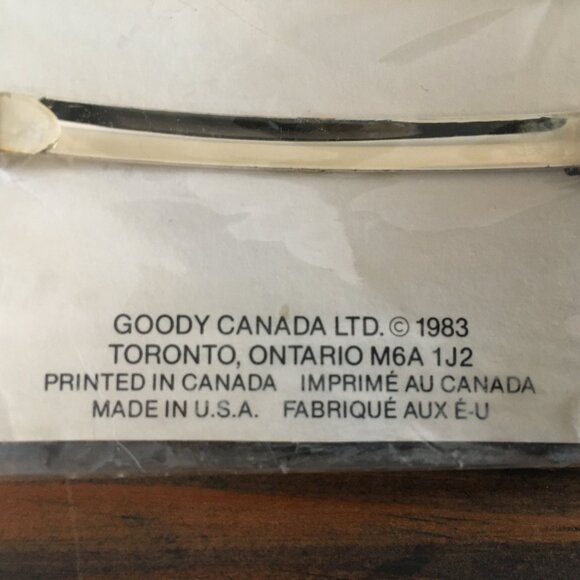 GOODY CANADA LTD. © 1983
TORONTO, ONTARIO M6A 1J2
PRINTED IN CANADA IMPRIMÉ AU CANADA
MADE IN U.S.A. FABRIQUÉ AUX É-U